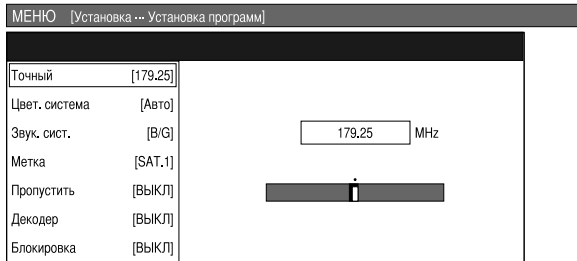 МЕНЮ [Установка ··· Установка программ]
Точный [179.25]
Цвет. система [Авто]
Звук. сист. [B/G]
179.25 MHz
Метка [SAT.1]
Пропустить [ВЫКЛ]
Декодер [ВЫКЛ]
Блокировка [ВЫКЛ]